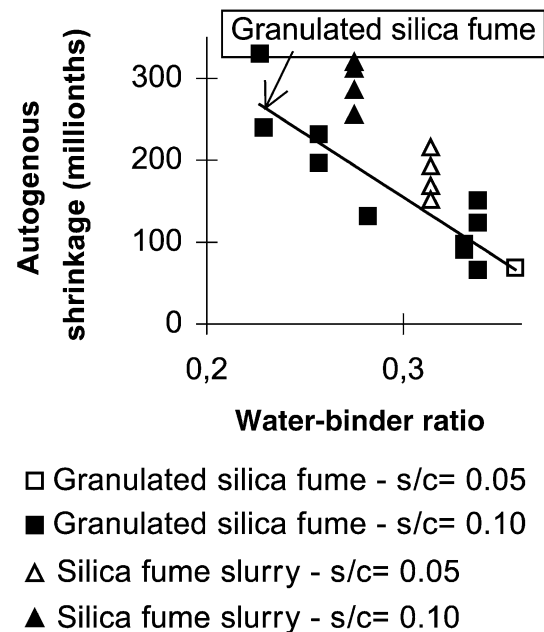 Granulated silica fume
300
200
100
0
0,2
0,3
Autogenous
shrinkage (millionths)
Water-binder ratio
Granulated silica fume - s/c= 0.05
Granulated silica fume - s/c= 0.10
Silica fume slurry - s/c= 0.05
Silica fume slurry - s/c= 0.10